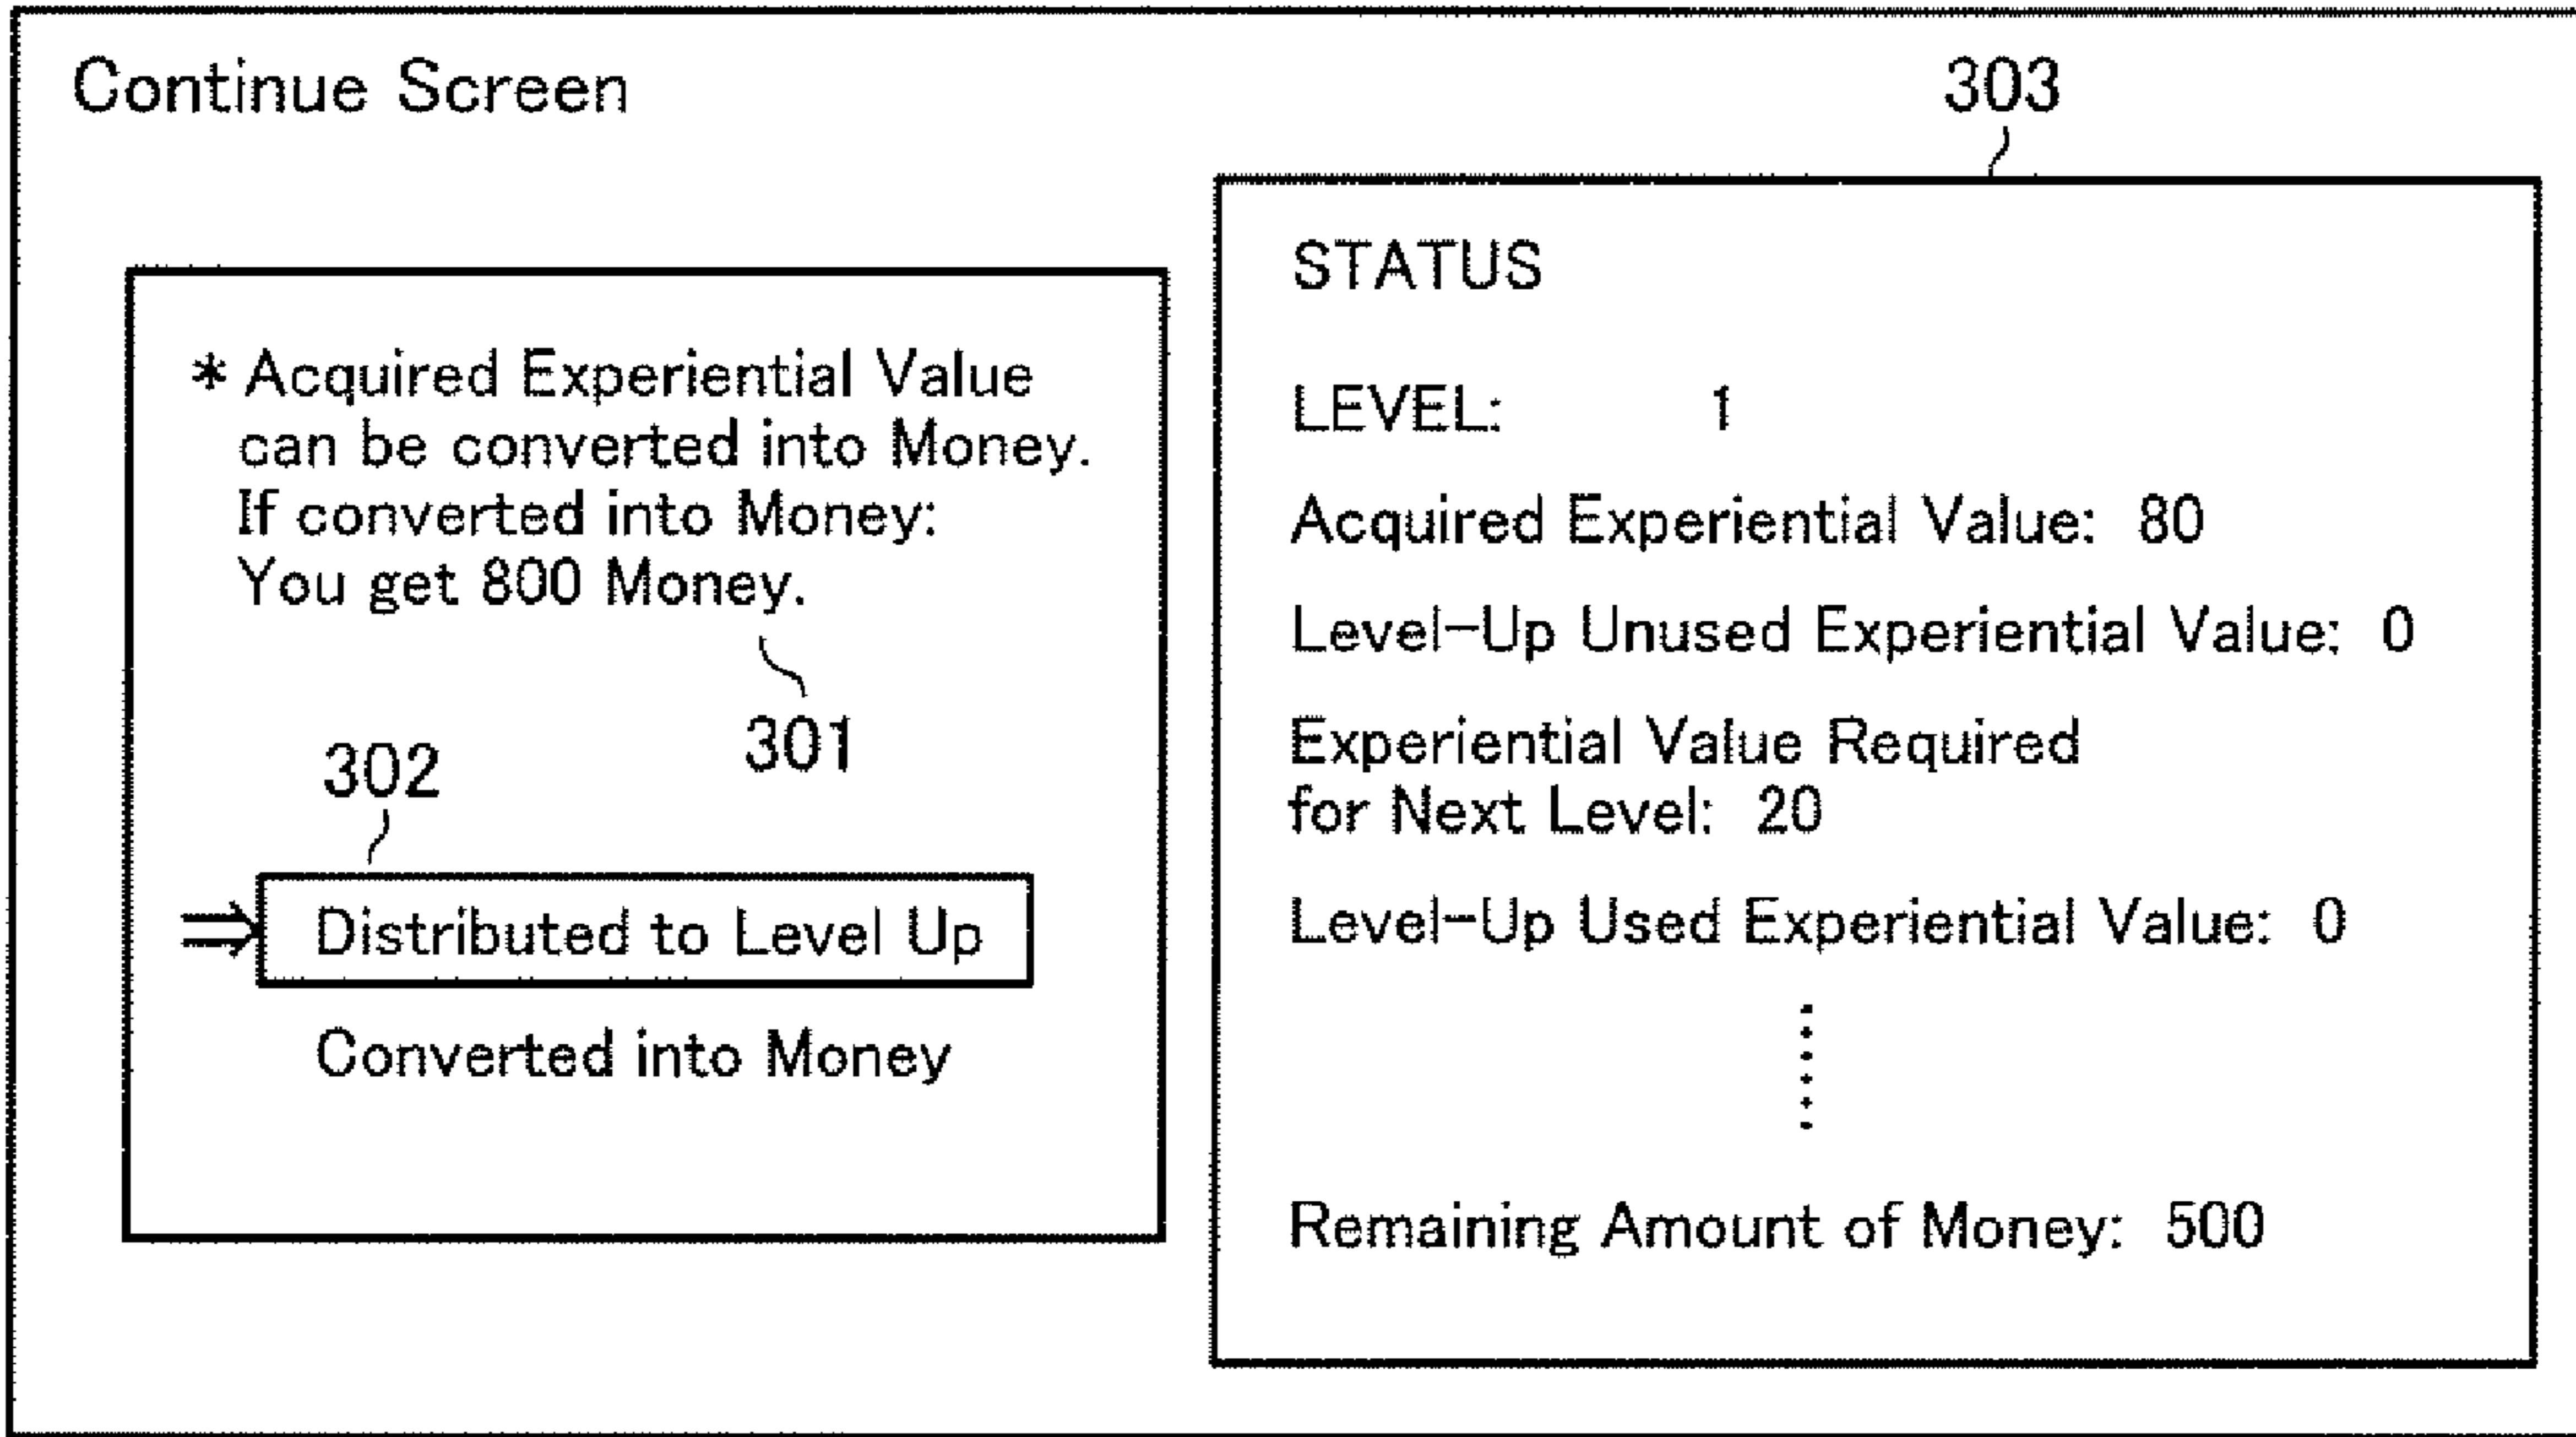 Continue Screen
303
* Acquired Experiential Value
can be converted into Money.
If converted into Money:
You get 800 Money.
301
302
⇒ Distributed to Level Up
Converted into Money
STATUS
LEVEL: 1
Acquired Experiential Value: 80
Level-Up Unused Experiential Value: 0
Experiential Value Required
for Next Level: 20
Level-Up Used Experiential Value: 0
Remaining Amount of Money: 500